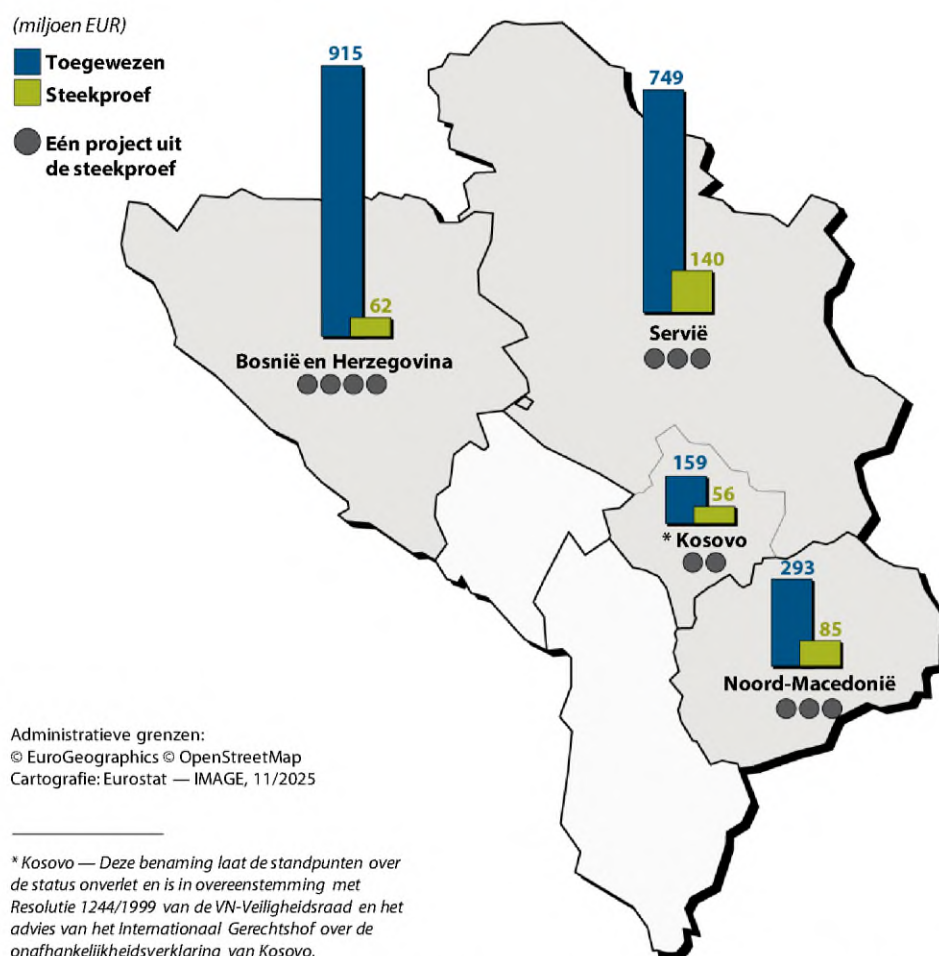 (miljoen EUR)
Toegewezen
Steekproef
Eén project uit
de steekproef
915
62
Bosnië en Herzegovina
749
140
Servië
159
56
* Kosovo
293
85
Noord-Macedonië
Administratieve grenzen:
© EuroGeographics © OpenStreetMap
Cartografie: Eurostat — IMAGE, 11/2025
* Kosovo — Deze benaming laat de standpunten over
de status onverlet en is in overeenstemming met
Resolutie 1244/1999 van de VN-Veiligheidsraad en het
advies van het Internationaal Gerechtshof over de
onafhankelijkheidsverklaring van Kosovo.